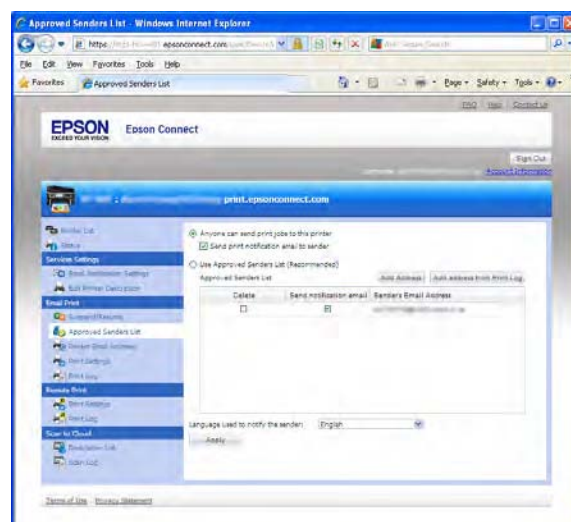 Approved Senders List - Windows Internet Explorer
https epsonconnect.com
File Edit View Favorites Tools Help
Favorites Approved Senders List Page Safety Tools
FAQ Help Contact us
EPSON Epson Connect
EXCEED YOUR VISION
Sign Out
Account Information
print.epsonconnect.com
Printer List
Status
Services Settings
Email Notification Settings
Edit Printer Description
Email Print
Suspend/Resume
Approved Senders List
Printer Email Address
Print Settings
Print Log
Remote Print
Print Settings
Print Log
Scan to Cloud
Destination List
Scan Log
Anyone can send print jobs to this printer
Send print notification email to sender
Use Approved Senders List (Recommended)
Approved Senders List Add Address Add address from Print Log
Delete Send notification email Senders Email Address
Language used to notify the sender: English
Apply
Terms of Use Privacy Statement